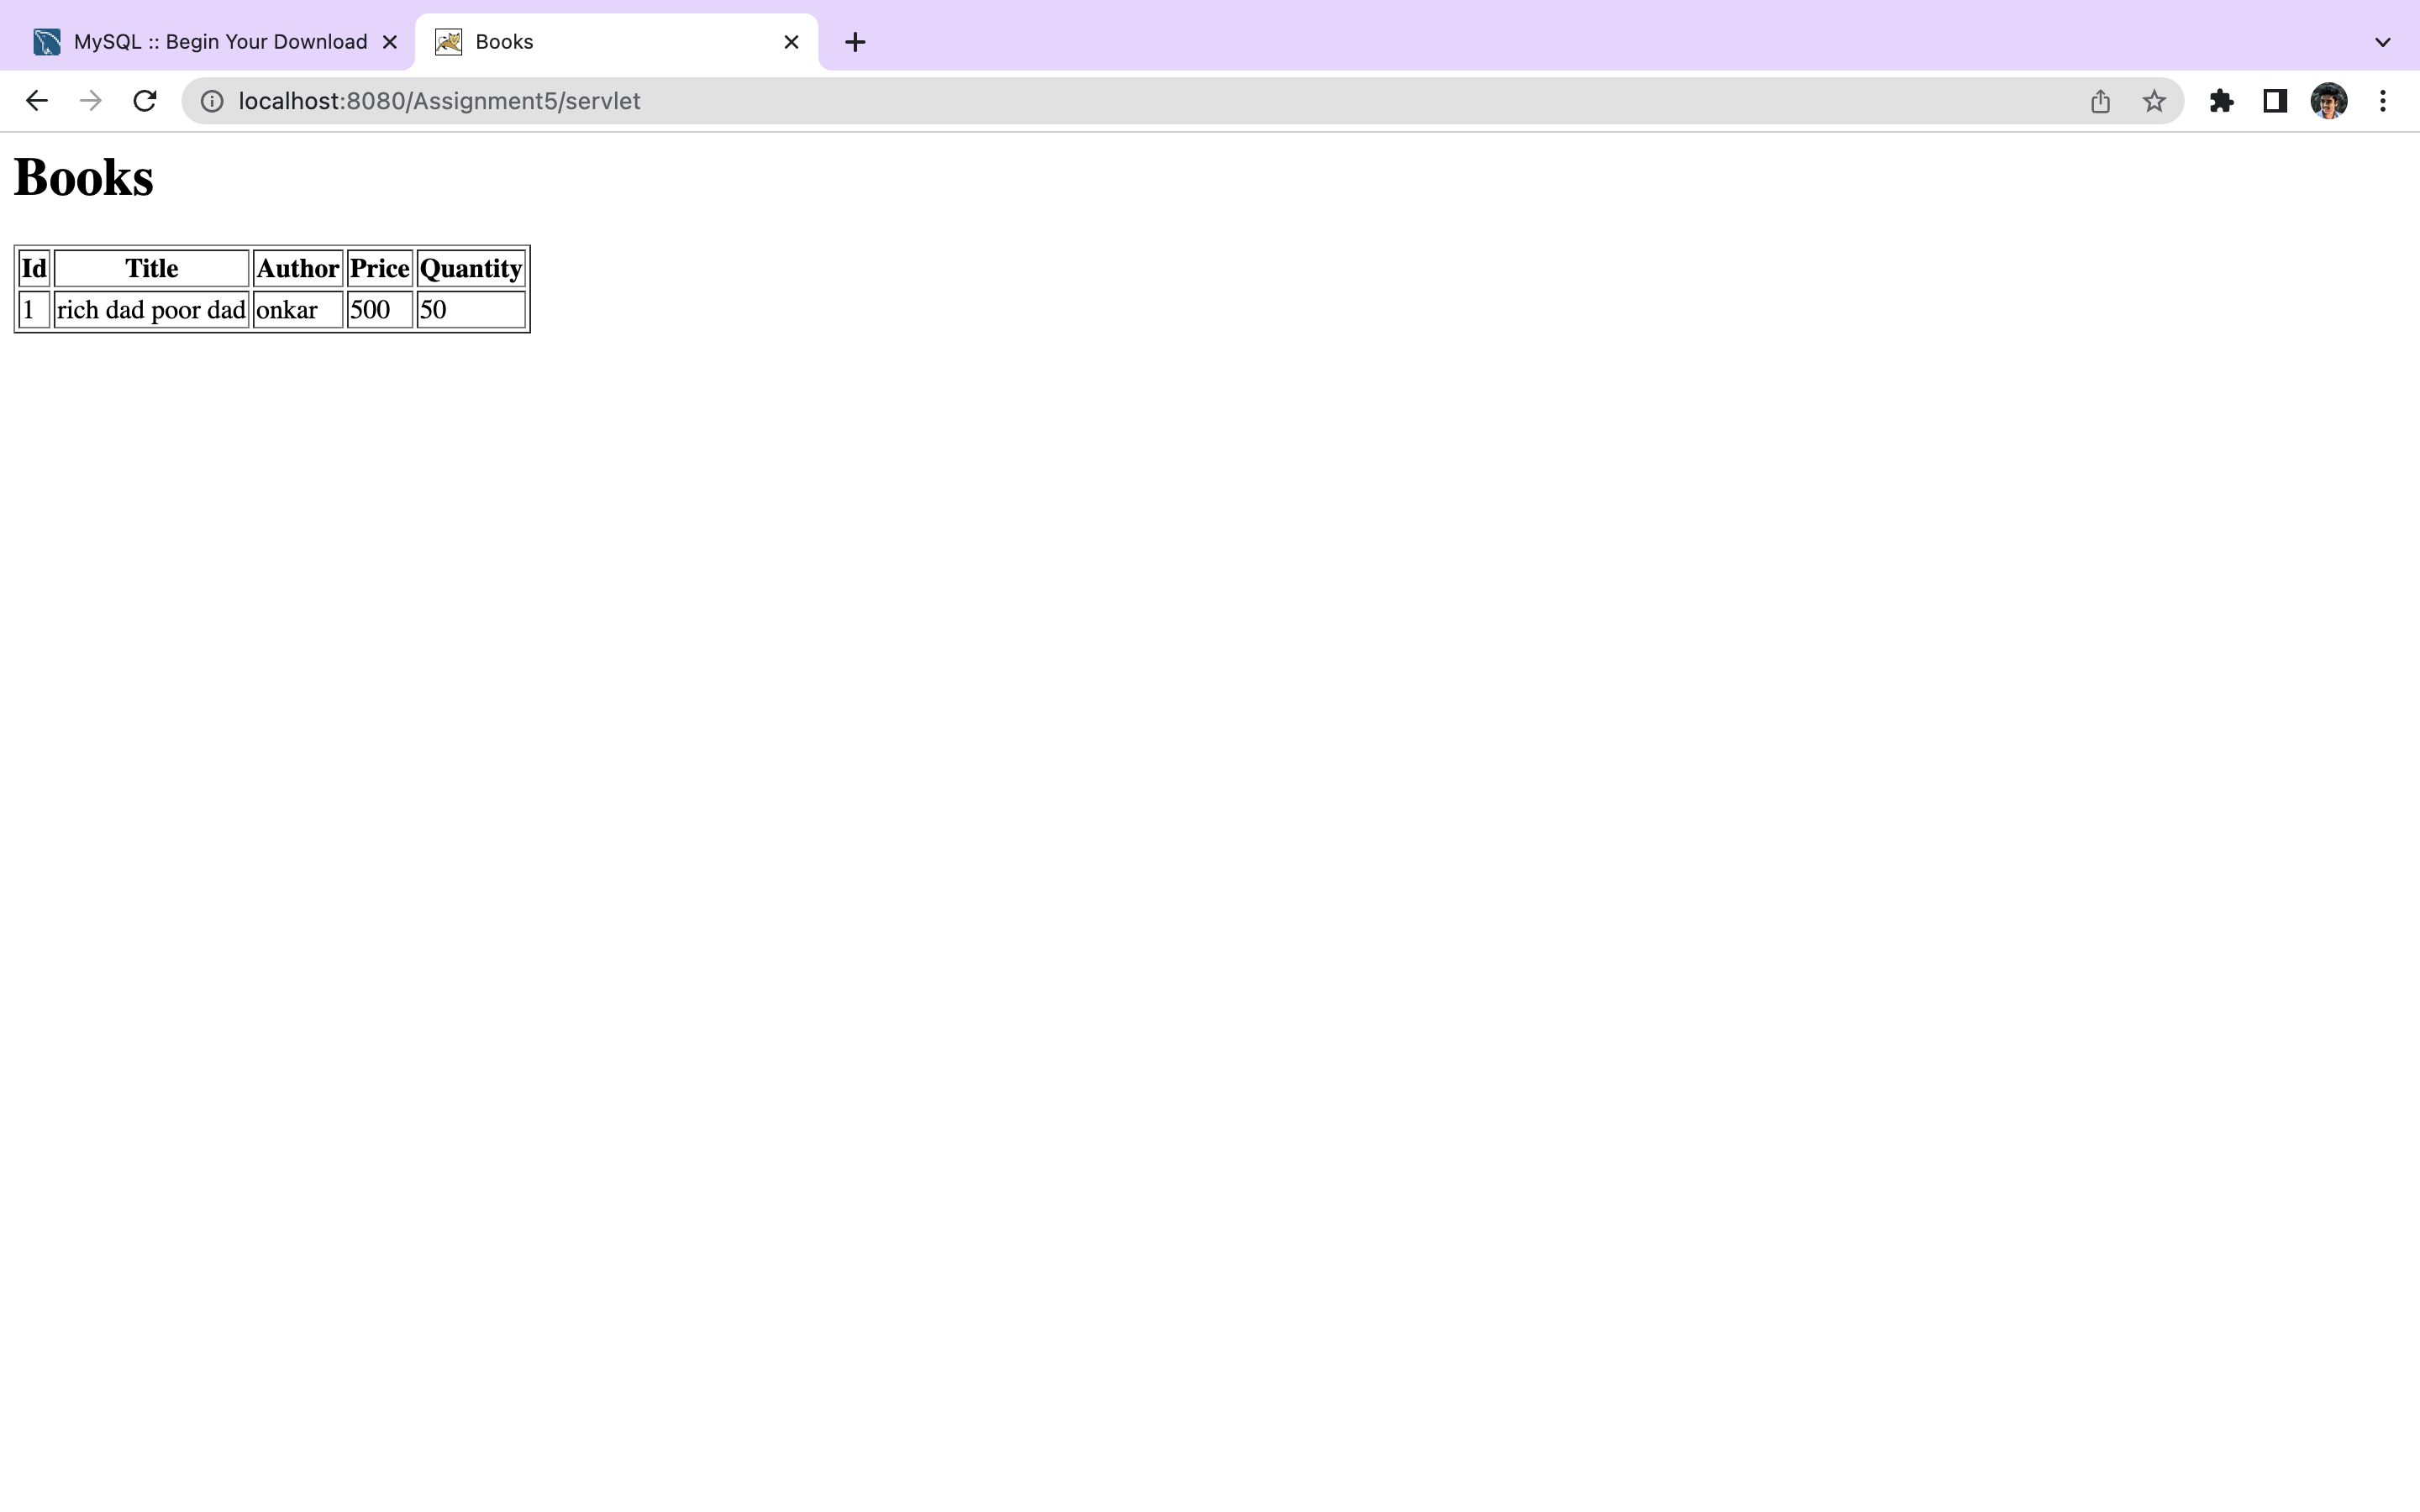 MySQL :: Begin Your Download
Books
localhost:8080/Assignment5/servlet
Books
Id Title Author Price Quantity
1 rich dad poor dad onkar 500 50